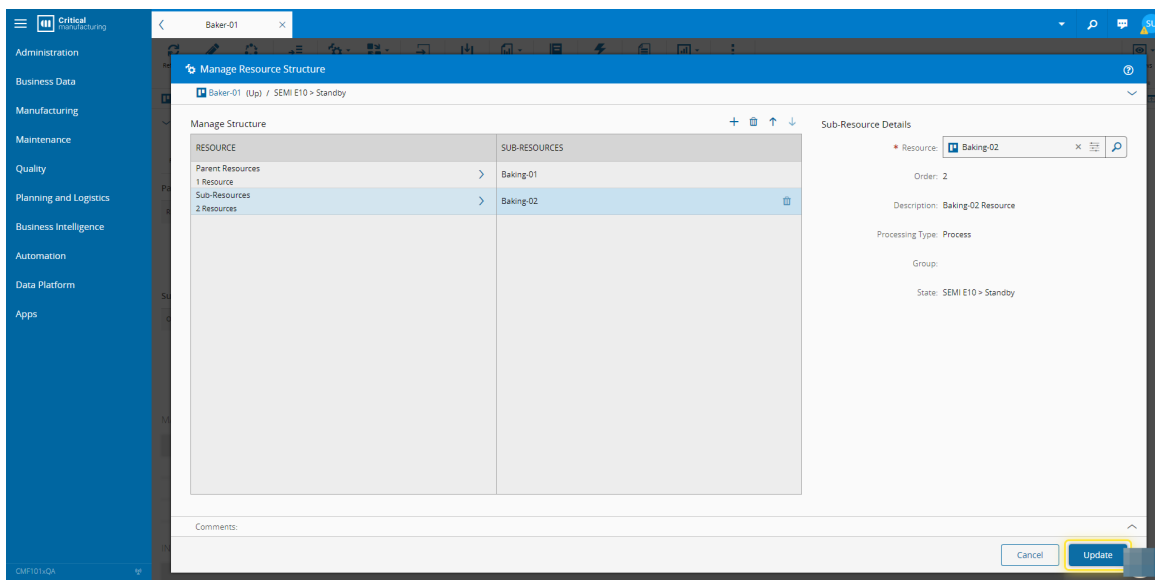 Critical manufacturing
Baker-01
SU
Administration
Business Data
Manufacturing
Maintenance
Quality
Planning and Logistics
Business Intelligence
Automation
Data Platform
Apps
CMF101xQA
Manage Resource Structure
Baker-01 (Up) / SEMI E10 > Standby
Manage Structure
RESOURCE
SUB-RESOURCES
Parent Resources
1 Resource
Baking-01
Sub-Resources
2 Resources
Baking-02
Sub-Resource Details
* Resource: Baking-02
Order: 2
Description: Baking-02 Resource
Processing Type: Process
Group:
State: SEMI E10 > Standby
Comments:
Cancel
Update